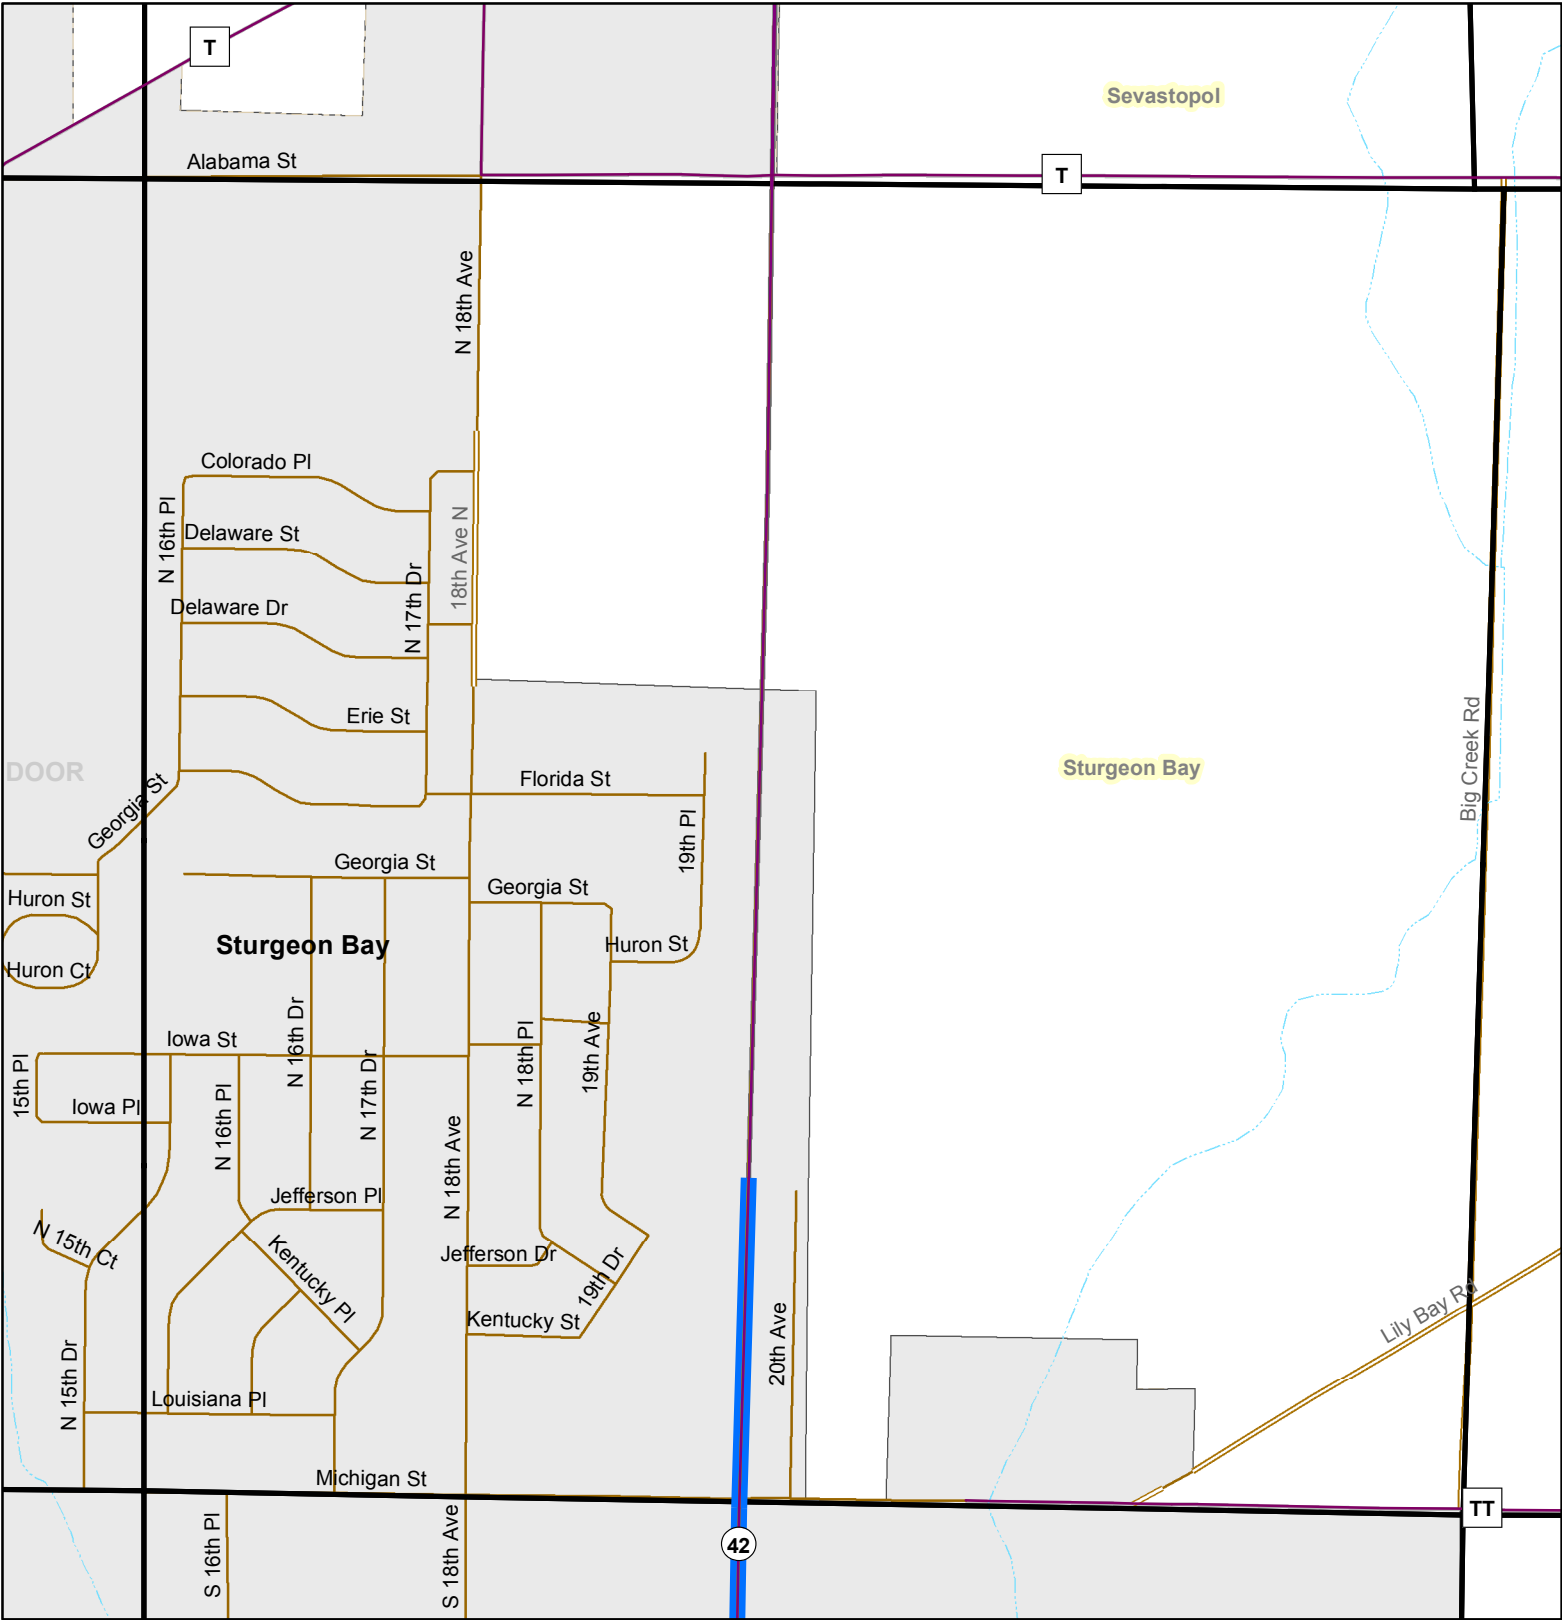 T
Sevastopol
Alabama St
T
N 18th Ave
Colorado Pl
N 16th Pl
Delaware St
18th Ave N
N 17th Dr
Delaware Dr
Erie St
Big Creek Rd
DOOR
Florida St
Sturgeon Bay
Georgia St
19th Pl
Georgia St
Georgia St
Huron St
Sturgeon Bay
Huron St
Huron Ct
Iowa St
N 16th Dr
N 18th Pl
19th Ave
15th Pl
Iowa Pl
N 16th Pl
N 17th Dr
N 18th Ave
Jefferson Pl
N 15th Ct
Kentucky Pl
Jefferson Dr
19th Dr
Kentucky St
20th Ave
Lily Bay Rd
N 15th Dr
Louisiana Pl
Michigan St
TT
S 16th Pl
S 18th Ave
42